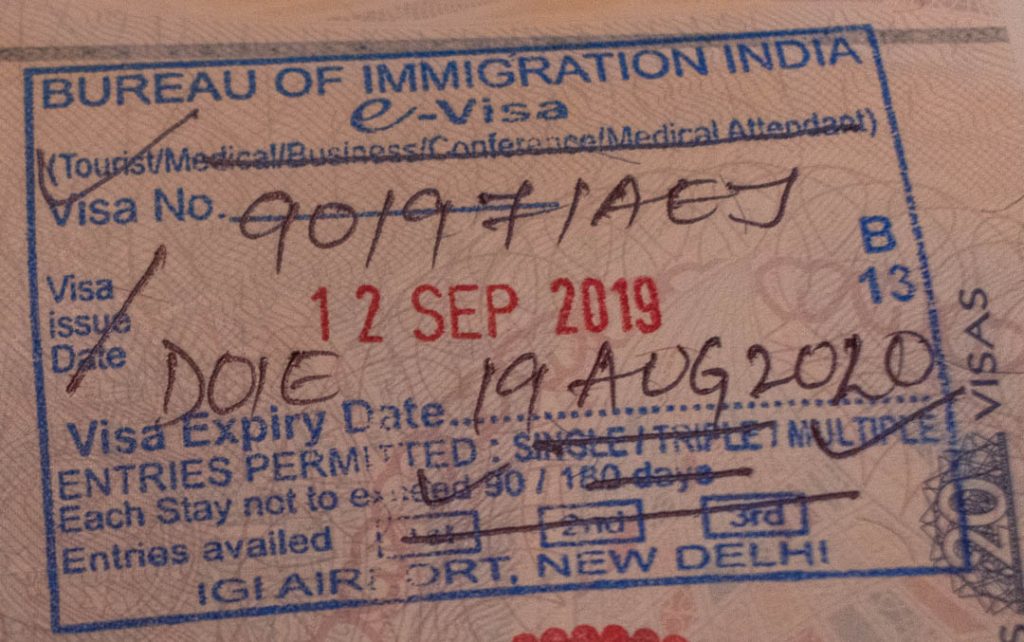 BUREAU OF IMMIGRATION INDIA
e-Visa
(Tourist/Medical/Business/Conference/Medical Attendant)
Visa No. 901971AEJ
B
13
Visa
issue
Date
12 SEP 2019
DOIE 19 AUG 2020
Visa Expiry Date
ENTRIES PERMITTED : SINGLE / TRIPLE / MULTIPLE
Each Stay not to exceed 90 / 180 days
Entries availed 1st 2nd 3rd
IGI AIRPORT, NEW DELHI
VISAS
20